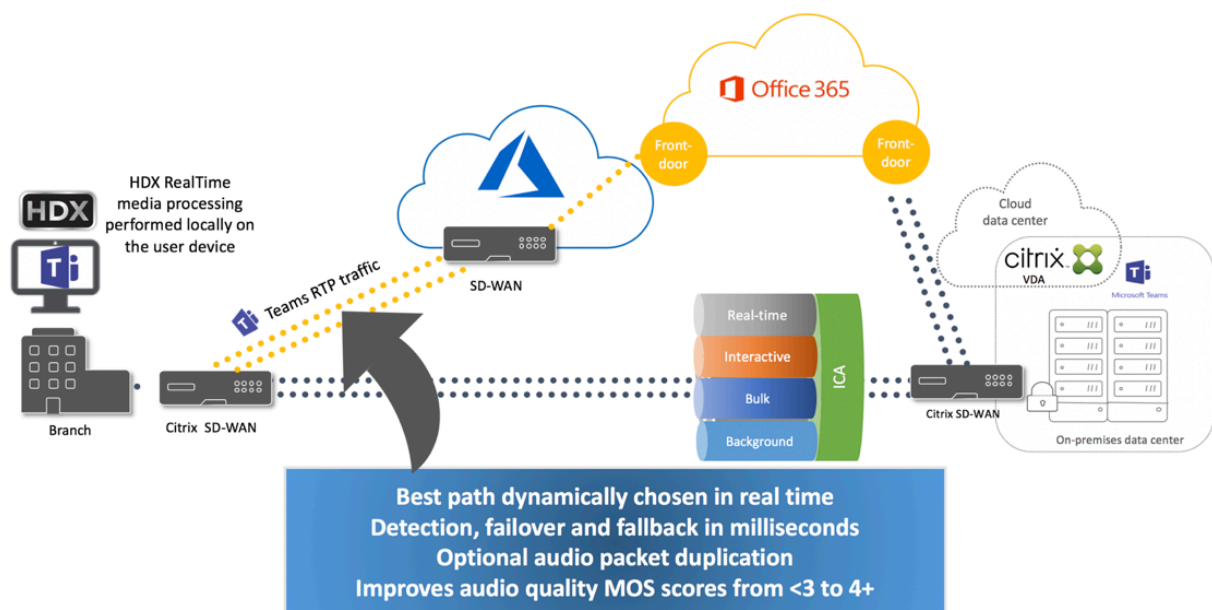 Office 365
Front-
door
Front-
door
HDX RealTime
media processing
performed locally on
the user device
HDX
Cloud
data center
citrix
VDA
Microsoft Teams
SD-WAN
Teams RTP traffic
Real-time
Interactive
Bulk
Background
ICA
Branch
Citrix SD-WAN
Citrix SD-WAN
On-premises data center
Best path dynamically chosen in real time
Detection, failover and fallback in milliseconds
Optional audio packet duplication
Improves audio quality MOS scores from <3 to 4+